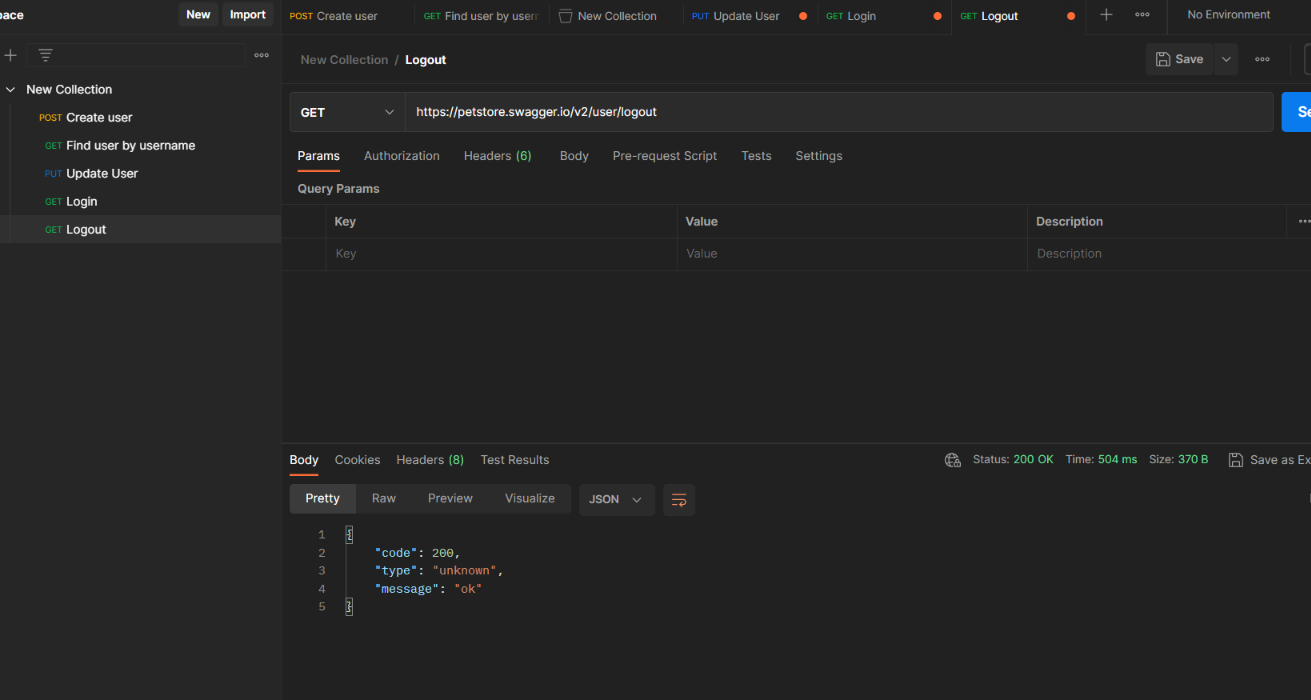 pace New Import POST Create user GET Find user by usern New Collection PUT Update User GET Login GET Logout No Environment
New Collection / Logout Save
New Collection
GET https://petstore.swagger.io/v2/user/logout Se
POST Create user
GET Find user by username
PUT Update User
GET Login
GET Logout
Params Authorization Headers (6) Body Pre-request Script Tests Settings
Query Params
Key Value Description
Key Value Description
Body Cookies Headers (8) Test Results Status: 200 OK Time: 504 ms Size: 370 B Save as Ex
Pretty Raw Preview Visualize JSON
1 {
2 "code": 200,
3 "type": "unknown",
4 "message": "ok"
5 }